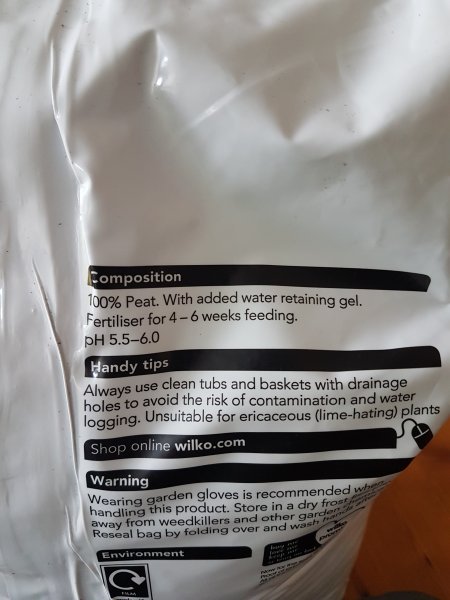 Composition
100% Peat. With added water retaining gel.
Fertiliser for 4 – 6 weeks feeding.
pH 5.5–6.0
Handy tips
Always use clean tubs and baskets with drainage
holes to avoid the risk of contamination and water
logging. Unsuitable for ericaceous (lime-hating) plants
Shop online wilko.com
Warning
Wearing garden gloves is recommended when
handling this product. Store in a dry frost
away from weedkillers and other garden
Reseal bag by folding over and wash
Environment
wilko
FILM